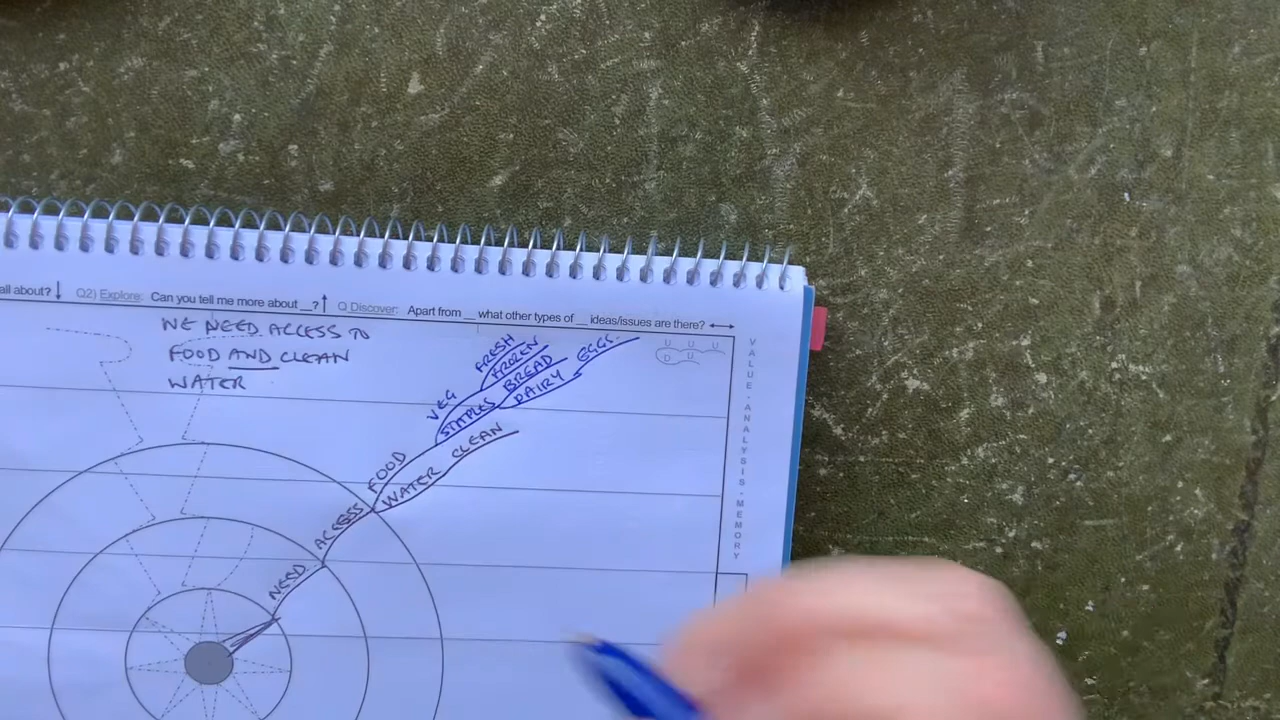 all about? Q2) Explore: Can you tell me more about __? Q Discover: Apart from __ what other types of __ ideas/issues are there?
WE NEED ACCESS TO
FOOD AND CLEAN
WATER
FRESH
FROZEN
VEG
STAPLES BREAD
DAIRY EGGS.
FOOD
WATER CLEAN
ACCESS
NEED
U U U
D U
VALUE-ANALYSIS-MEMORY